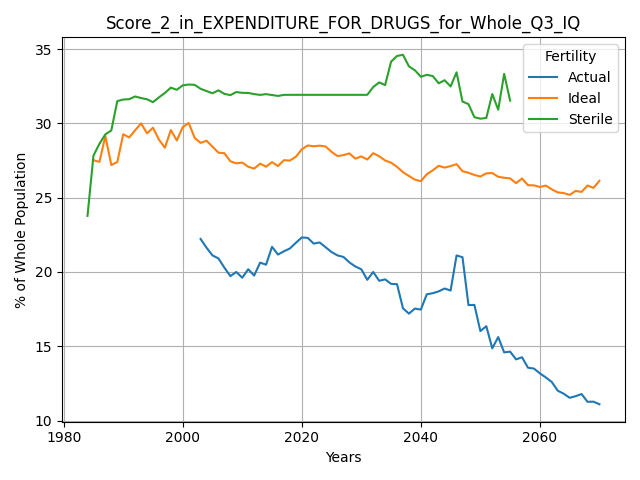 Score_2_in_EXPENDITURE_FOR_DRUGS_for_Whole_Q3_IQ
Fertility
Actual
Ideal
Sterile
% of Whole Population
35
30
25
20
15
10
1980
2000
2020
2040
2060
Years